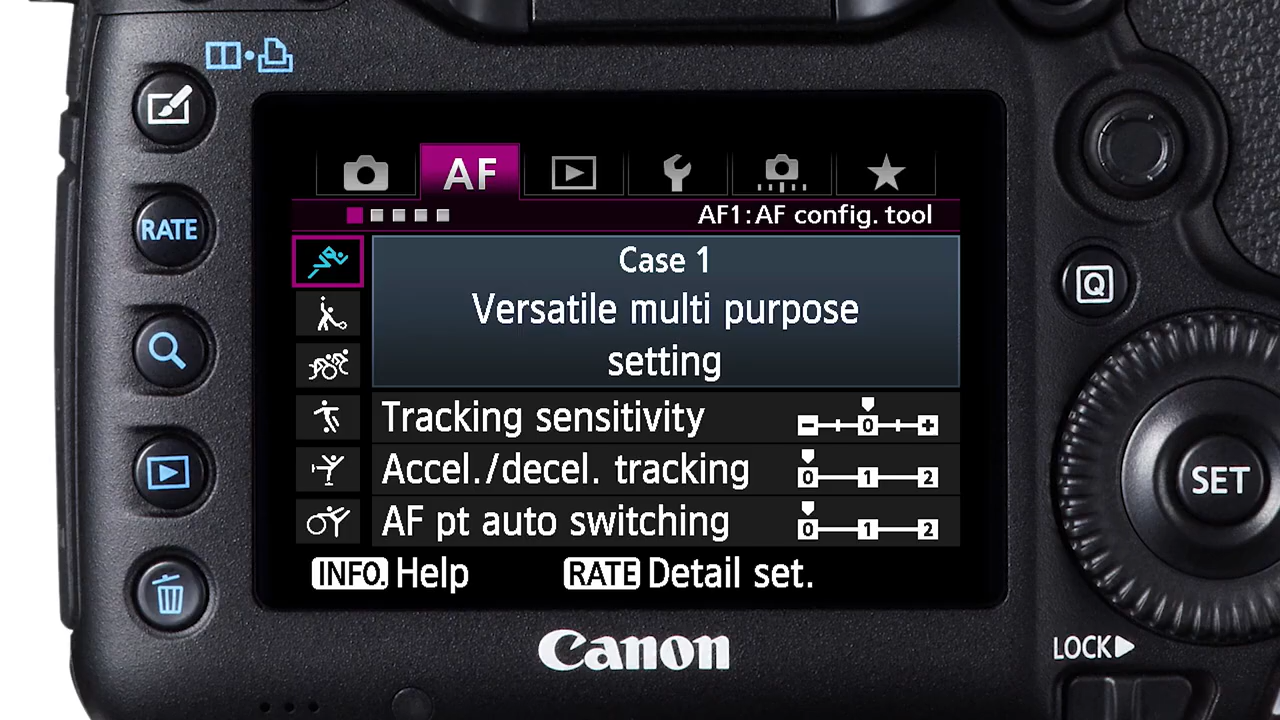 AF
AF1:AF config. tool
RATE
Case 1
Versatile multi purpose
setting
Q
Tracking sensitivity - 0 +
Accel./decel. tracking 0 1 2
SET
AF pt auto switching 0 1 2
INFO. Help RATE Detail set.
Canon
LOCK